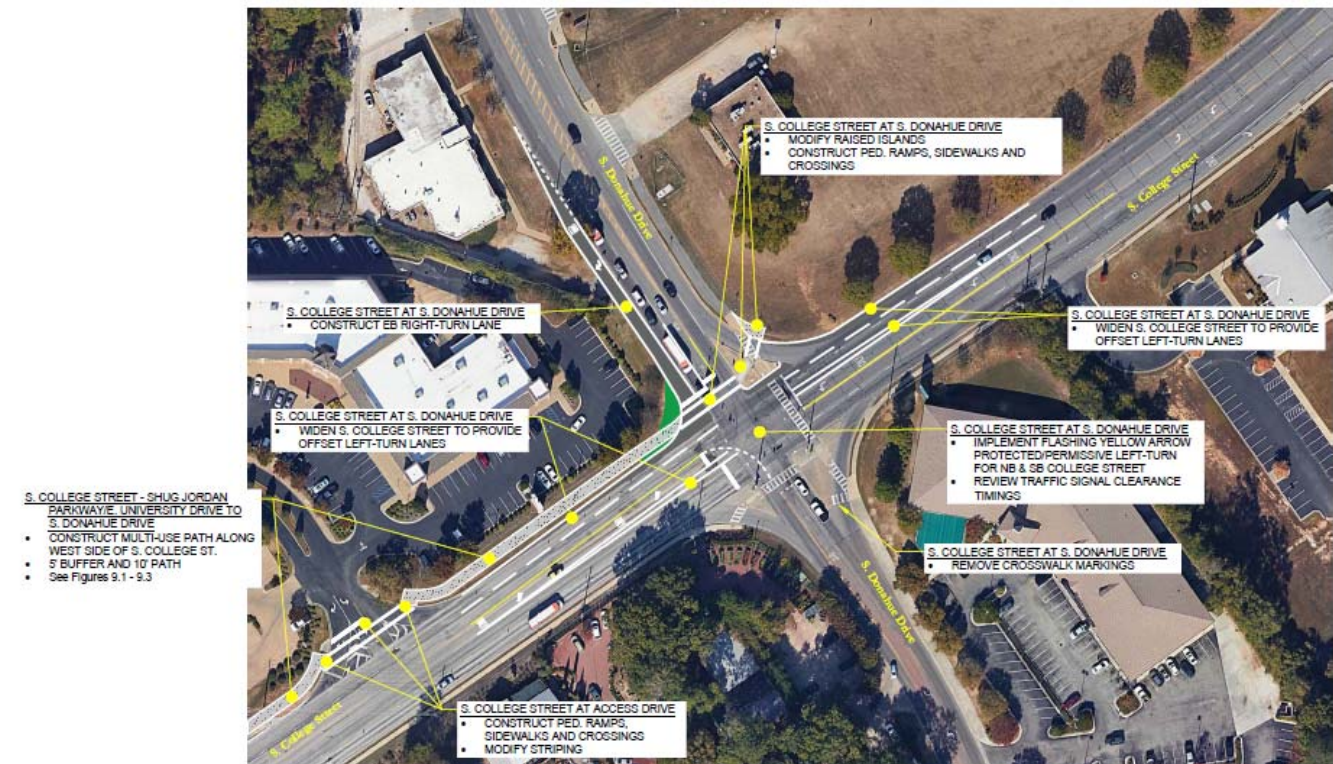 S. COLLEGE STREET AT S. DONAHUE DRIVE
• MODIFY RAISED ISLANDS
• CONSTRUCT PED. RAMPS, SIDEWALKS AND
CROSSINGS
S. Donahue Drive
S. College Street
S. COLLEGE STREET AT S. DONAHUE DRIVE
• CONSTRUCT EB RIGHT-TURN LANE
S. COLLEGE STREET AT S. DONAHUE DRIVE
• WIDEN S. COLLEGE STREET TO PROVIDE
OFFSET LEFT-TURN LANES
S. COLLEGE STREET AT S. DONAHUE DRIVE
• WIDEN S. COLLEGE STREET TO PROVIDE
OFFSET LEFT-TURN LANES
S. COLLEGE STREET AT S. DONAHUE DRIVE
• IMPLEMENT FLASHING YELLOW ARROW
PROTECTED/PERMISSIVE LEFT-TURN
FOR NB & SB COLLEGE STREET
• REVIEW TRAFFIC SIGNAL CLEARANCE
TIMINGS
S. COLLEGE STREET - SHUG JORDAN
PARKWAY/E. UNIVERSITY DRIVE TO
S. DONAHUE DRIVE
• CONSTRUCT MULTI-USE PATH ALONG
WEST SIDE OF S. COLLEGE ST.
• 5' BUFFER AND 10' PATH
• See Figures 9.1 - 9.3
S. COLLEGE STREET AT S. DONAHUE DRIVE
• REMOVE CROSSWALK MARKINGS
S. Donahue Drive
S. COLLEGE STREET AT ACCESS DRIVE
• CONSTRUCT PED. RAMPS,
SIDEWALKS AND CROSSINGS
• MODIFY STRIPING
S. College Street